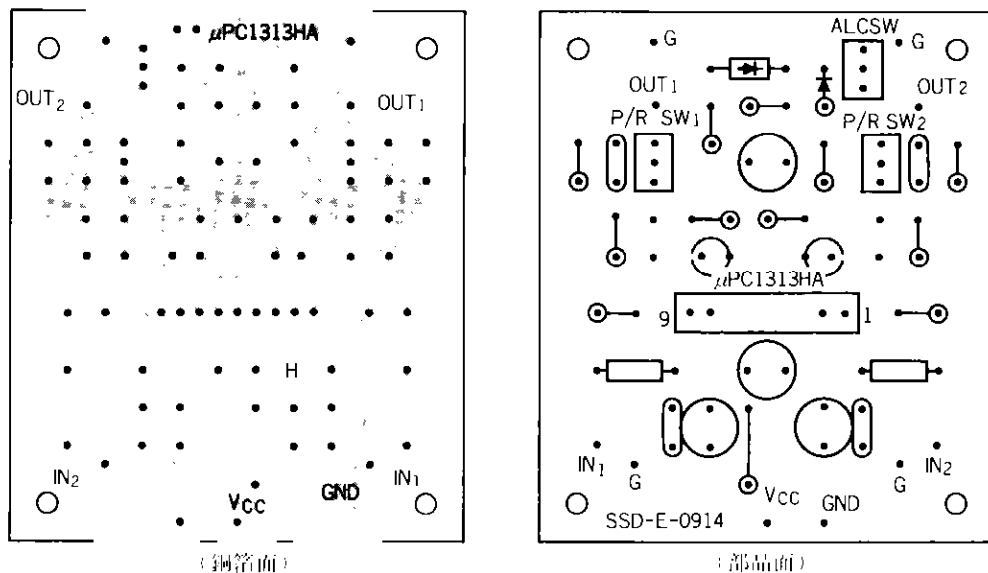 μPC1313HA
OUT2
OUT1
H
IN2
IN1
VCC
GND
(銅箔面)
ALCSW
G
G
OUT1
OUT2
P/R SW1
P/R SW2
μPC1313HA
9
1
IN1
IN2
G
G
VCC
GND
SSD-E-0914
(部品面)